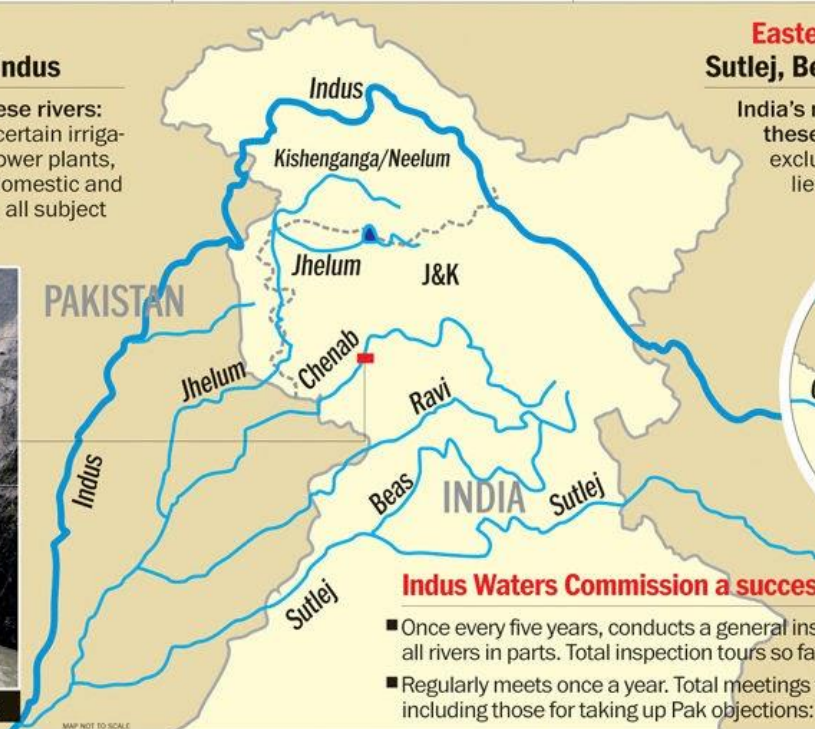 ndus
ese rivers:
certain irriga-
ower plants,
omestic and
all subject
Easte
Sutlej, Be
India's
these
exclu
lie
Indus
Kishenganga/Neelum
Jhelum
J&K
PAKISTAN
Jhelum
Chenab
Ravi
Indus
Beas
INDIA
Sutlej
Sutlej
Indus Waters Commission a succes
■ Once every five years, conducts a general ins
all rivers in parts. Total inspection tours so fa
■ Regularly meets once a year. Total meetings
including those for taking up Pak objections:
MAP NOT TO SCALE